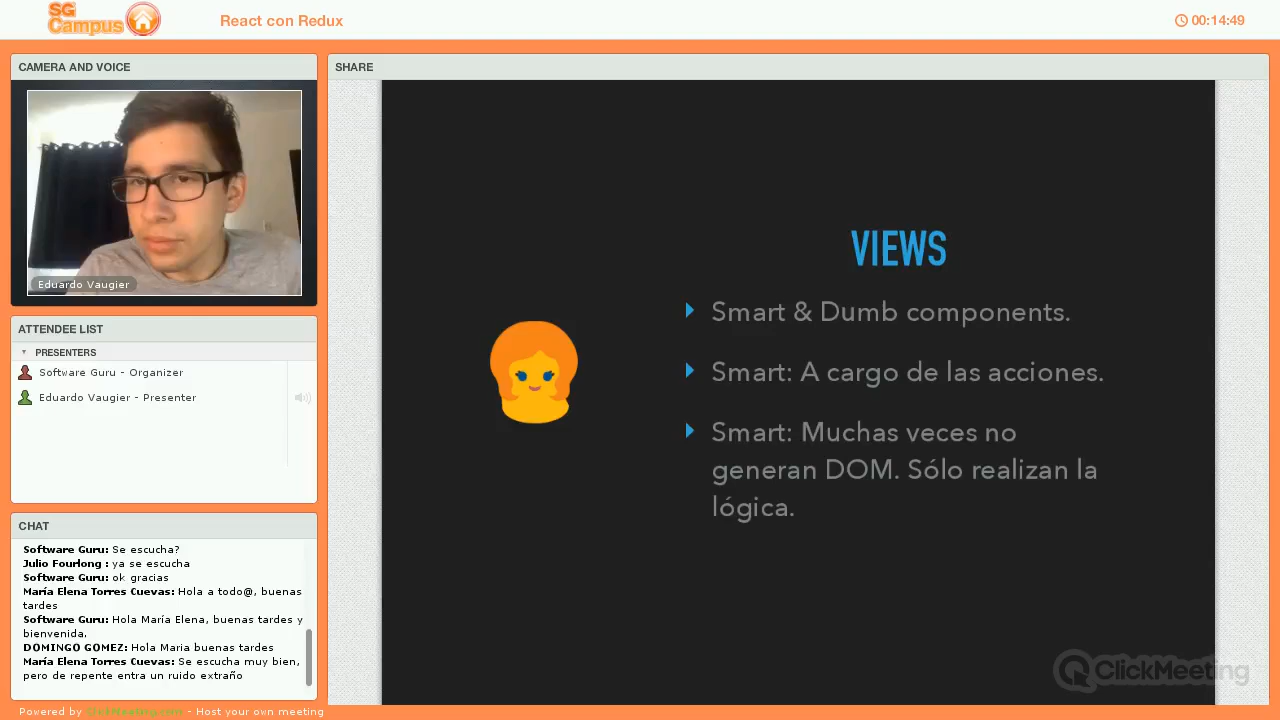 SG
Campus
React con Redux
00:14:49
CAMERA AND VOICE
SHARE
Eduardo Vaugier
ATTENDEE LIST
PRESENTERS
Software Guru - Organizer
Eduardo Vaugier - Presenter
CHAT
Software Guru: Se escucha?
Julio Fourlong : ya se escucha
Software Guru: ok gracias
María Elena Torres Cuevas: Hola a todo@, buenas
tardes
Software Guru: Hola María Elena, buenas tardes y
bienvenida.
DOMINGO GOMEZ: Hola Maria buenas tardes
María Elena Torres Cuevas: Se escucha muy bien,
pero de repente entra un ruido extraño
Powered by ClickMeeting.com - Host your own meeting
VIEWS
Smart & Dumb components.
Smart: A cargo de las acciones.
Smart: Muchas veces no
generan DOM. Sólo realizan la
lógica.
ClickMeeting